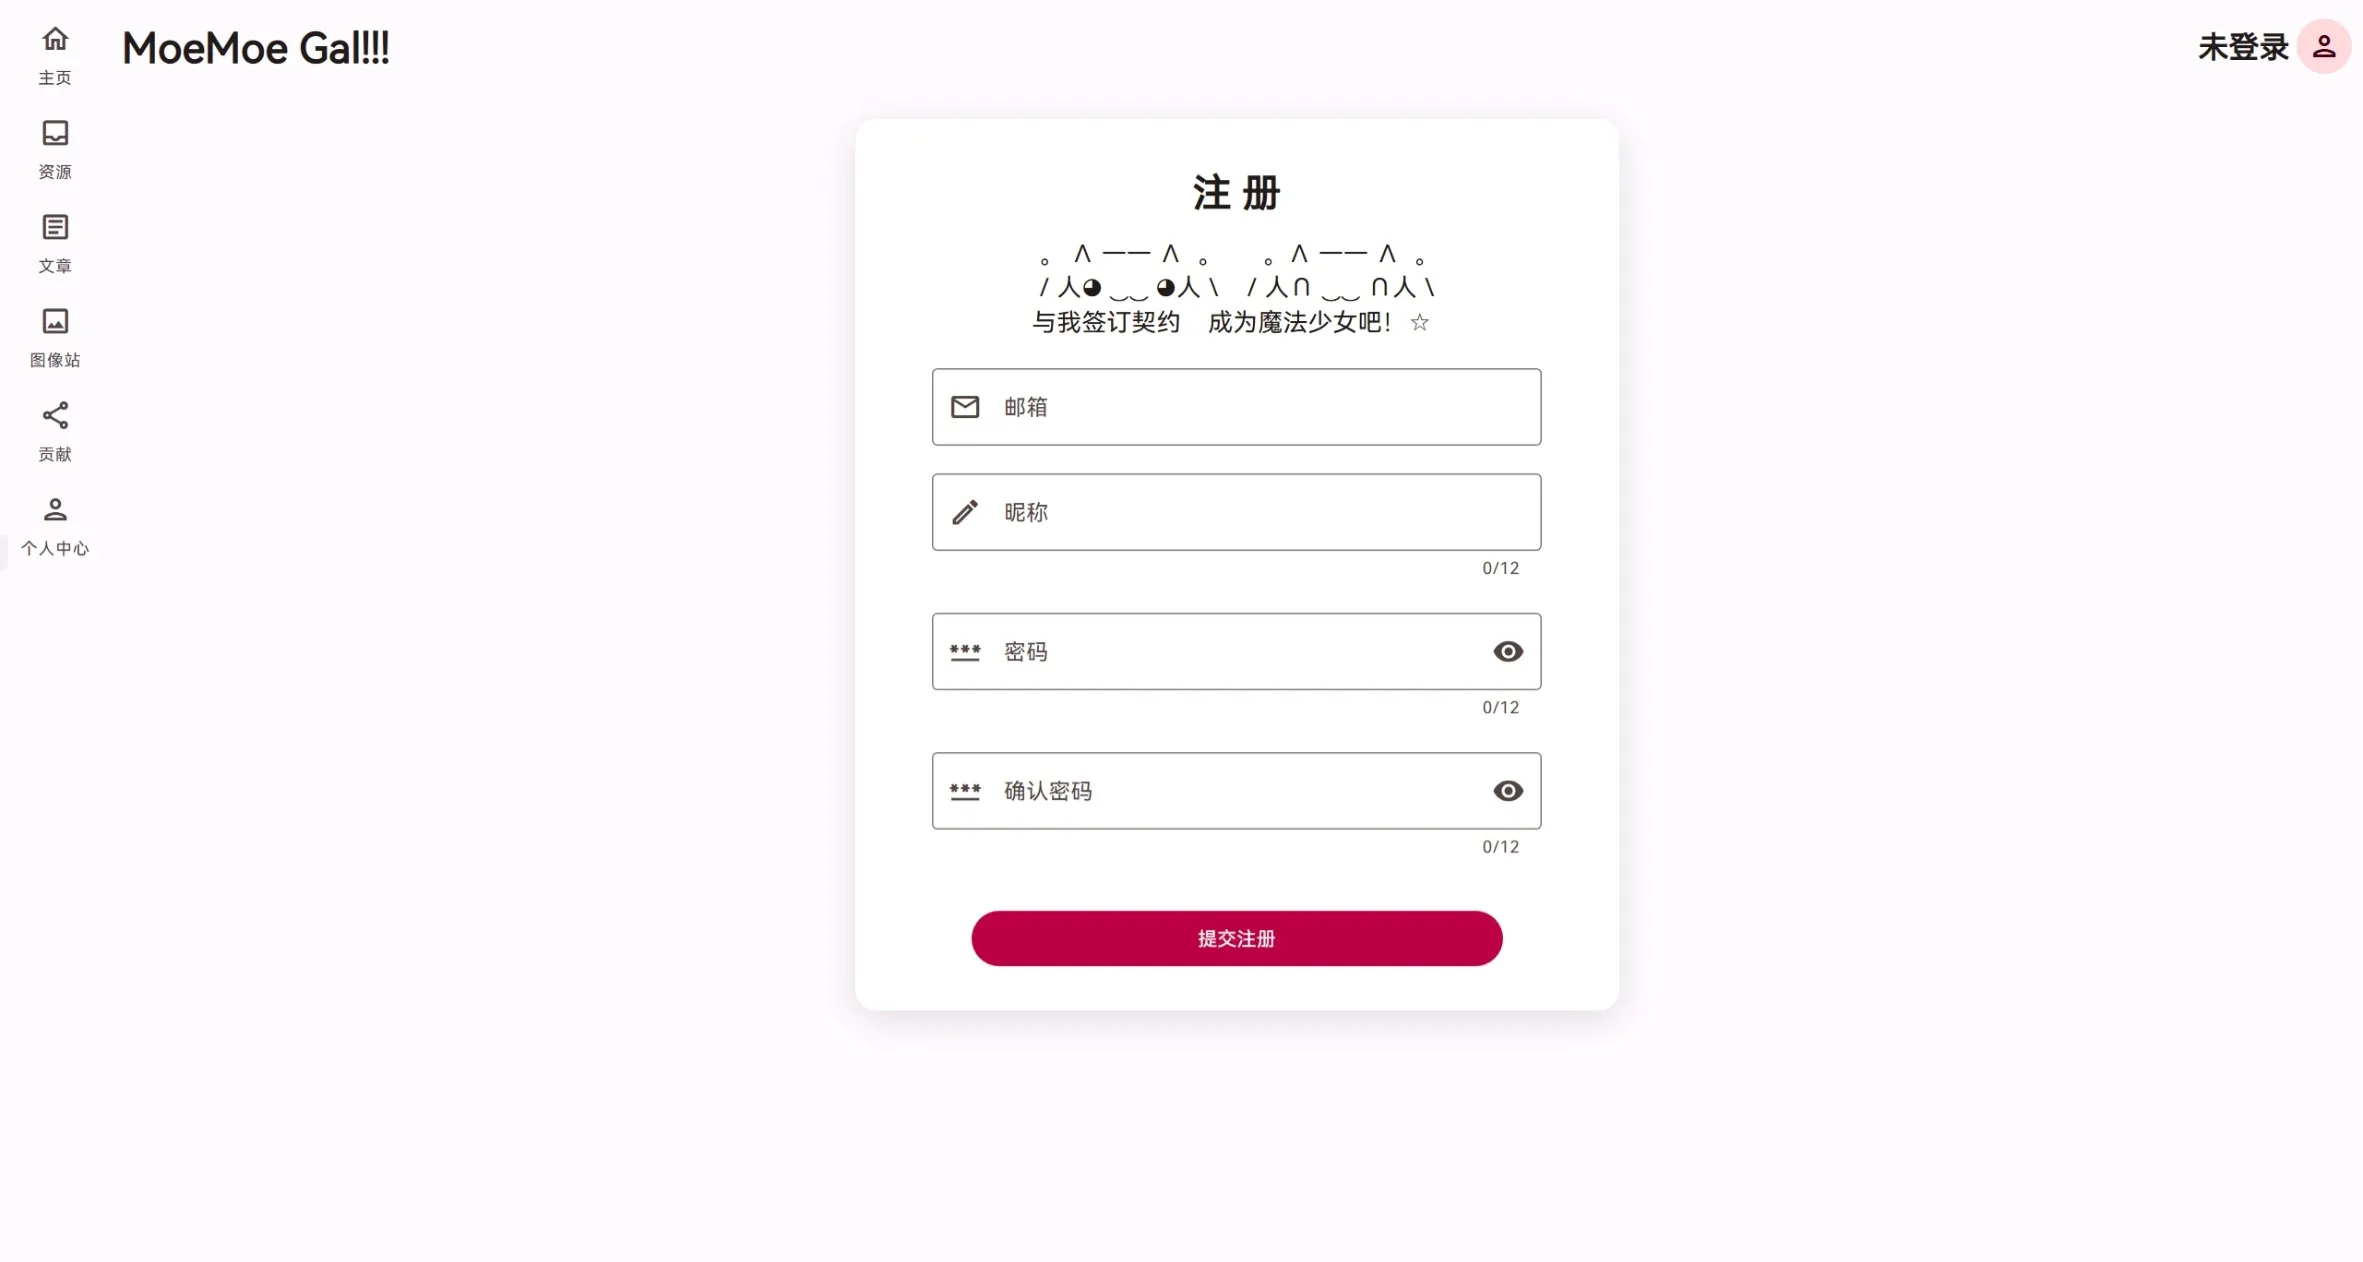 MoeMoe Gal!!!
未登录
主页
资源
文章
图像站
贡献
个人中心
注 册
。 ∧ ―― ∧ 。 。∧ ―― ∧ 。
/ 人◕ ‿‿ ◕人 \ / 人∩ ‿‿ ∩人 \
与我签订契约 成为魔法少女吧！☆
邮箱
昵称
0/12
*** 密码
0/12
*** 确认密码
0/12
提交注册